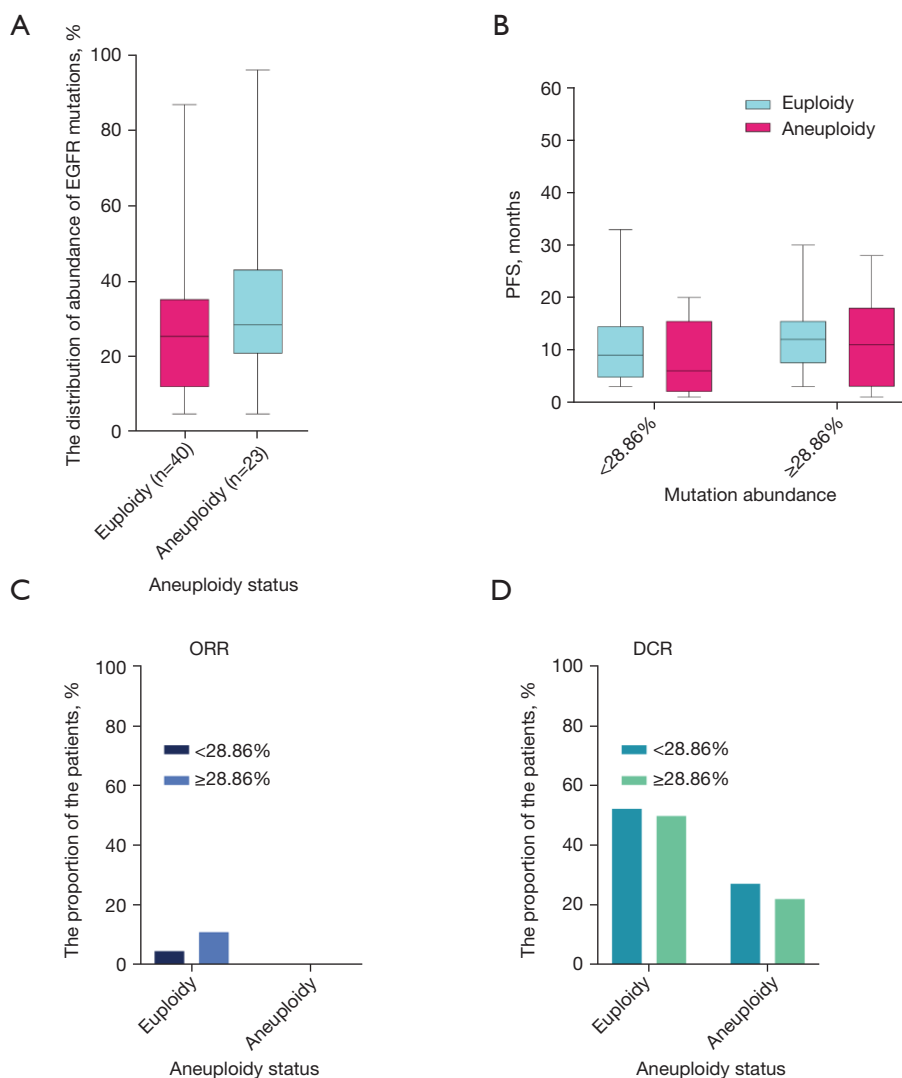 A
The distribution of abundance of EGFR mutations, %
100
80
60
40
20
0
Euploidy (n=40)
Aneuploidy (n=23)
Aneuploidy status
B
PFS, months
60
50
40
30
20
10
0
Euploidy
Aneuploidy
<28.86%
≥28.86%
Mutation abundance
C
ORR
The proportion of the patients, %
100
80
60
40
20
0
<28.86%
≥28.86%
Euploidy
Aneuploidy
Aneuploidy status
D
DCR
The proportion of the patients, %
100
80
60
40
20
0
<28.86%
≥28.86%
Euploidy
Aneuploidy
Aneuploidy status